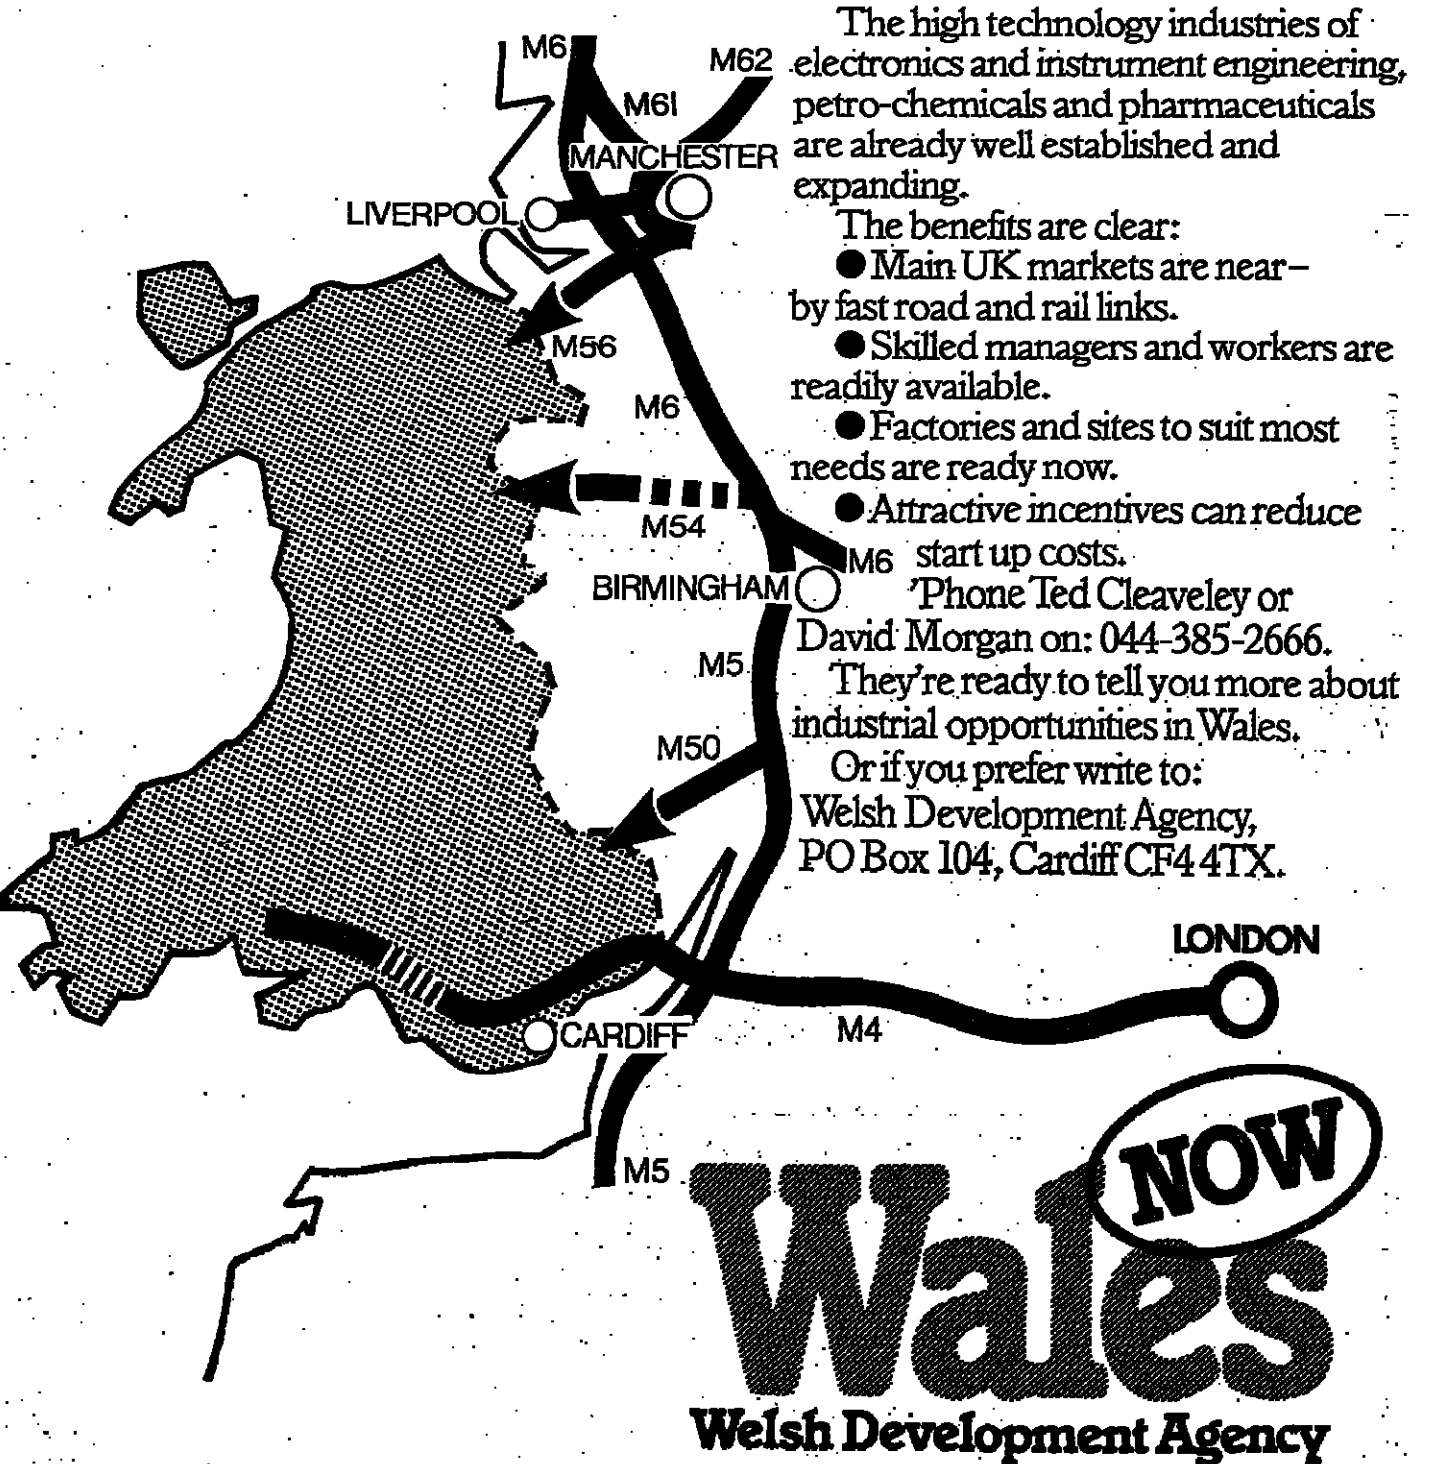 M6
M62
M61
MANCHESTER
LIVERPOOL
M56
M6
M54
M6
BIRMINGHAM
M5
M50
LONDON
CARDIFF
M4
M5
The high technology industries of
electronics and instrument engineering,
petro-chemicals and pharmaceuticals
are already well established and
expanding.
The benefits are clear:
● Main UK markets are near–
by fast road and rail links.
● Skilled managers and workers are
readily available.
● Factories and sites to suit most
needs are ready now.
● Attractive incentives can reduce
start up costs.
'Phone Ted Cleaveley or
David Morgan on: 044-385-2666.
They're ready to tell you more about
industrial opportunities in Wales.
Or if you prefer write to:
Welsh Development Agency,
PO Box 104, Cardiff CF4 4TX.
NOW
Wales
Welsh Development Agency